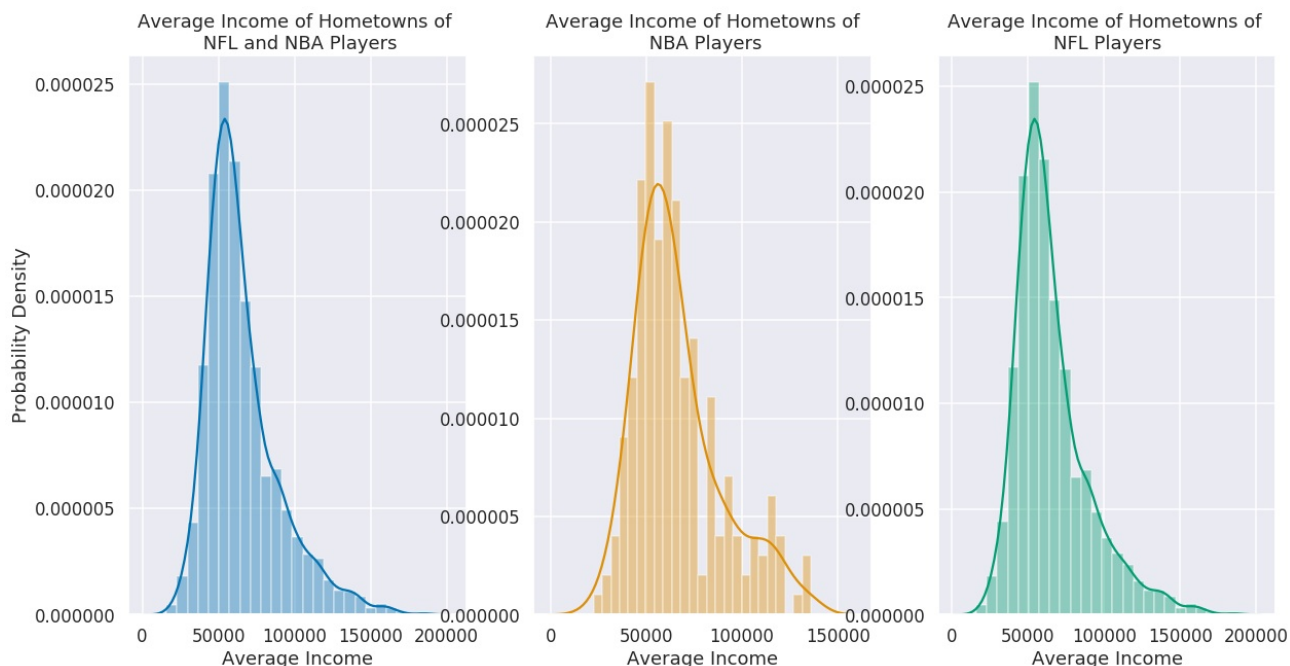 Average Income of Hometowns of
NFL and NBA Players
Average Income of Hometowns of
NBA Players
Average Income of Hometowns of
NFL Players
Probability Density
0.000025
0.000020
0.000015
0.000010
0.000005
0.000000
0.000025
0.000020
0.000015
0.000010
0.000005
0.000000
0.000025
0.000020
0.000015
0.000010
0.000005
0.000000
0 50000 100000 150000 200000
0 50000 100000 150000
0 50000 100000 150000 200000
Average Income
Average Income
Average Income